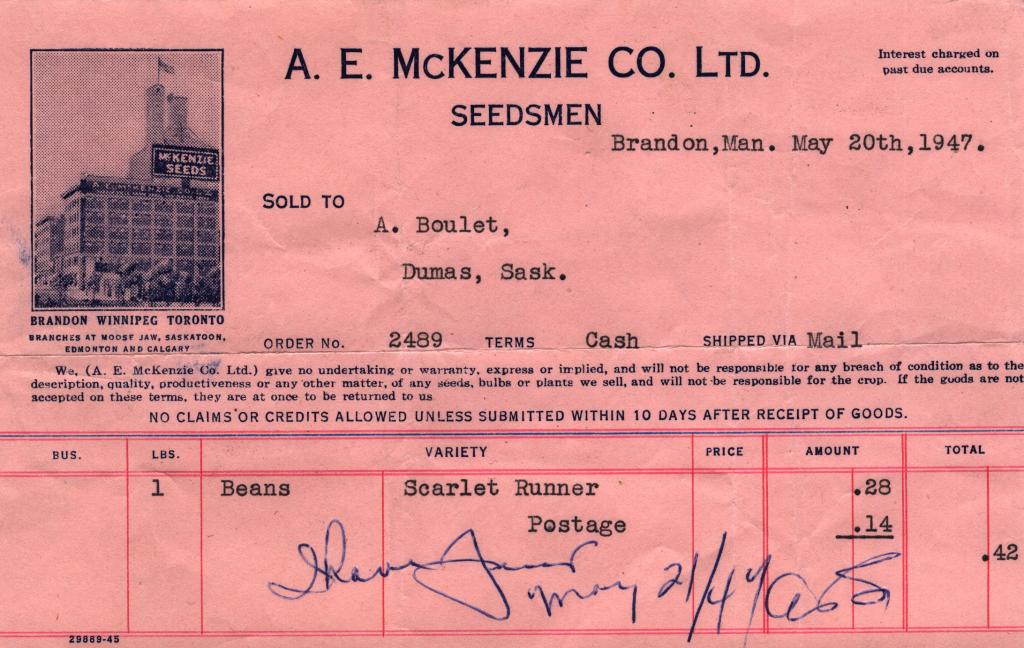 A. E. McKENZIE CO. LTD.
Interest charged on
past due accounts.
SEEDSMEN
Brandon,Man. May 20th,1947.
McKENZIE
SEEDS
SOLD TO
A. Boulet,
Dumas, Sask.
BRANDON WINNIPEG TORONTO
BRANCHES AT MOOSE JAW, SASKATOON,
EDMONTON AND CALGARY
ORDER No. 2489 TERMS Cash SHIPPED VIA Mail
We, (A. E. McKenzie Co. Ltd.) give no undertaking or warranty, express or implied, and will not be responsible for any breach of condition as to the
description, quality, productiveness or any other matter, of any seeds, bulbs or plants we sell, and will not be responsible for the crop. If the goods are not
accepted on these terms, they are at once to be returned to us
NO CLAIMS OR CREDITS ALLOWED UNLESS SUBMITTED WITHIN 10 DAYS AFTER RECEIPT OF GOODS.
BUS. LBS. VARIETY PRICE AMOUNT TOTAL
1 Beans Scarlet Runner .28
Postage .14
.42
May 21/47
29889-45